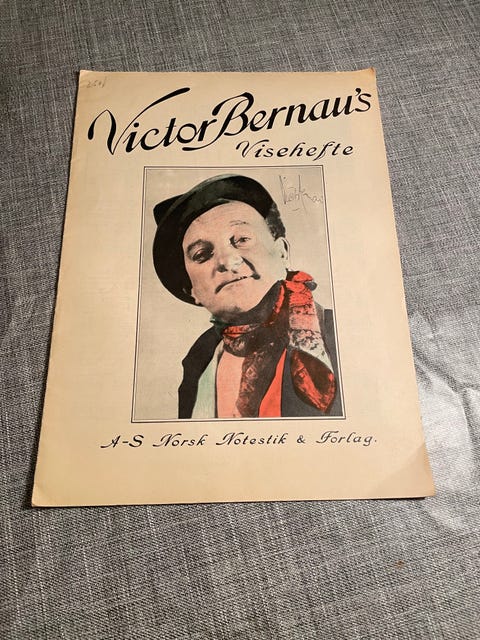 Victor Bernau's
Visehefte
A-S Norsk Notestik & Forlag.